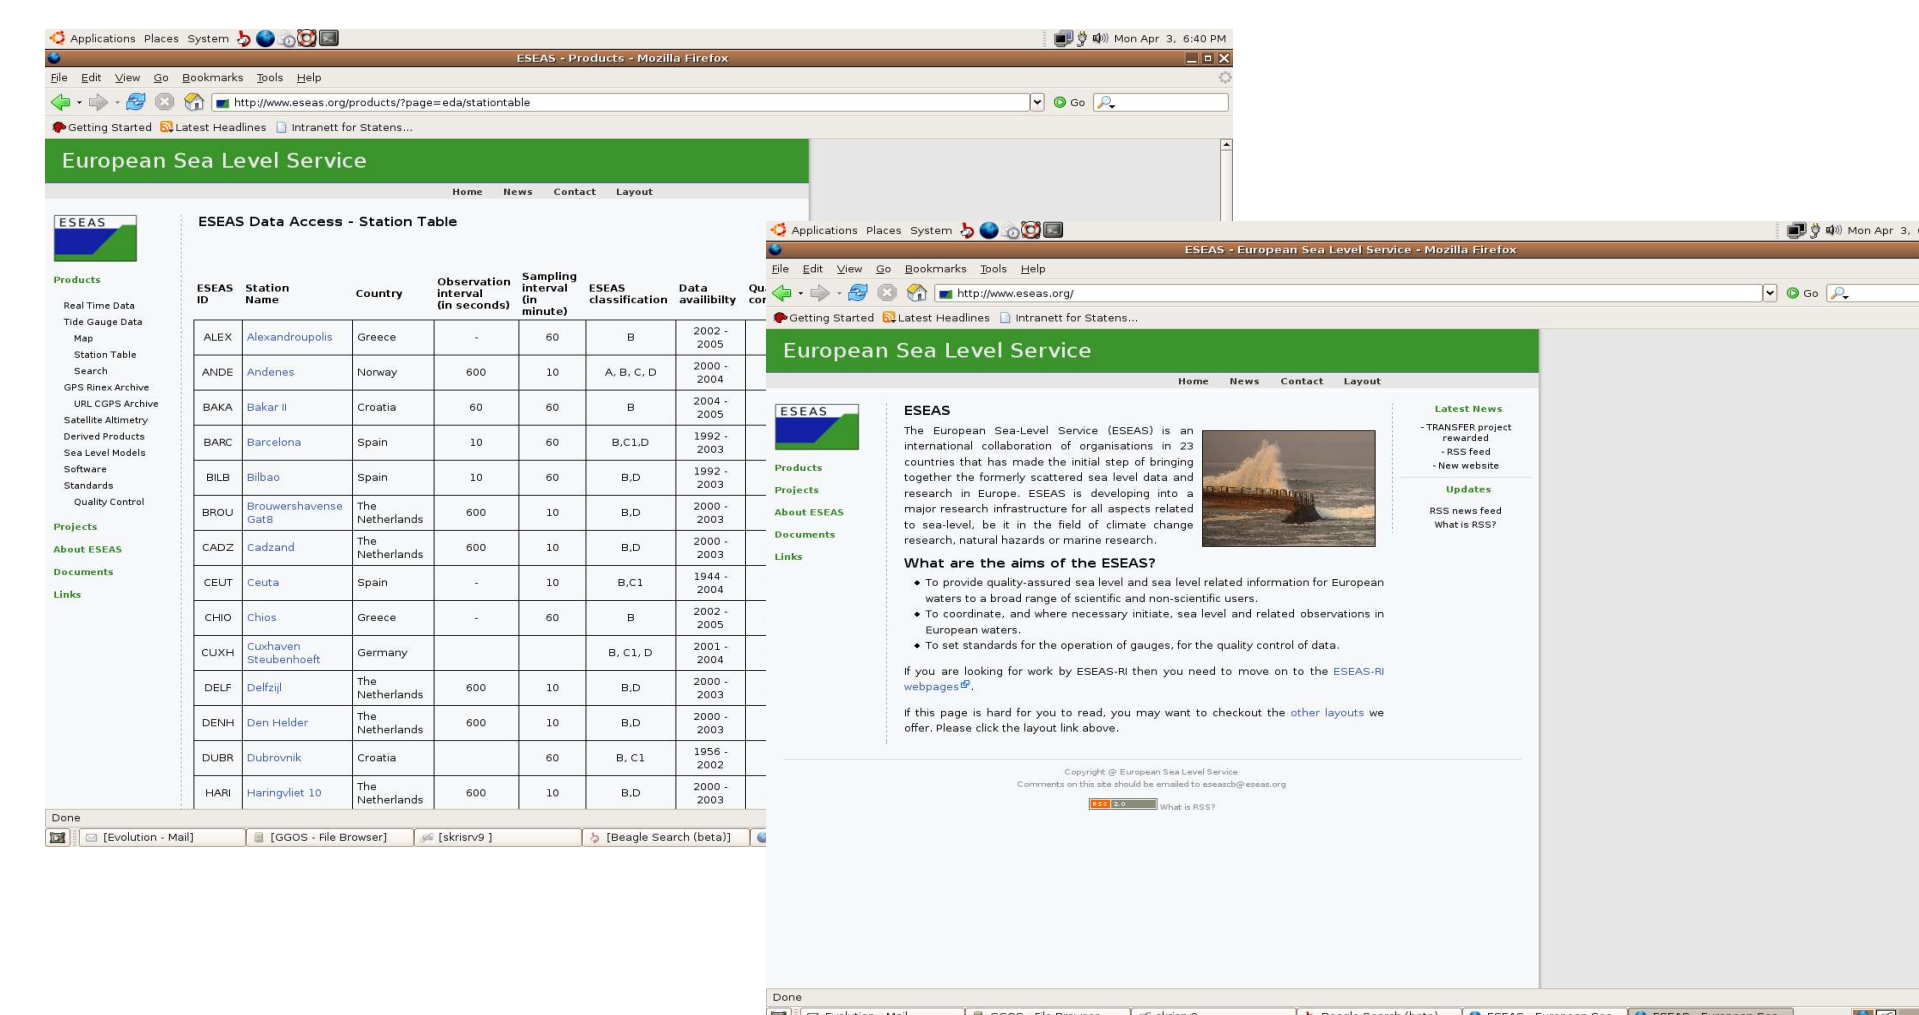 Applications Places System
Mon Apr 3, 6:40 PM
ESEAS - Products - Mozilla Firefox
File Edit View Go Bookmarks Tools Help
http://www.eseas.org/products/?page=eda/stationtable
Go
Getting Started Latest Headlines Intranett for Statens...
European Sea Level Service
Home News Contact Layout
ESEAS
Products
Real Time Data
Tide Gauge Data
Map
Station Table
Search
GPS Rinex Archive
URL CGPS Archive
Satellite Altimetry
Derived Products
Sea Level Models
Software
Standards
Quality Control
Projects
About ESEAS
Documents
Links
ESEAS Data Access - Station Table
ESEAS ID Station Name Country Observation interval (in seconds) Sampling interval (in minute) ESEAS classification Data availibilty
ALEX Alexandroupolis Greece - 60 B 2002 - 2005
ANDE Andenes Norway 600 10 A, B, C, D 2000 - 2004
BAKA Bakar II Croatia 60 60 B 2004 - 2005
BARC Barcelona Spain 10 60 B,C1,D 1992 - 2003
BILB Bilbao Spain 10 60 B,D 1992 - 2003
BROU Brouwershavense Gat8 The Netherlands 600 10 B,D 2000 - 2003
CADZ Cadzand The Netherlands 600 10 B,D 2000 - 2003
CEUT Ceuta Spain - 10 B,C1 1944 - 2004
CHIO Chios Greece - 60 B 2002 - 2005
CUXH Cuxhaven Steubenhoeft Germany B, C1, D 2001 - 2004
DELF Delfzijl The Netherlands 600 10 B,D 2000 - 2003
DENH Den Helder The Netherlands 600 10 B,D 2000 - 2003
DUBR Dubrovnik Croatia 60 B, C1 1956 - 2002
HARI Haringvliet 10 The Netherlands 600 10 B,D 2000 - 2003
Done
[Evolution - Mail] [GGOS - File Browser] [skrisrv9 ] [Beagle Search (beta)]
Applications Places System
Mon Apr 3,
ESEAS - European Sea Level Service - Mozilla Firefox
File Edit View Go Bookmarks Tools Help
http://www.eseas.org/
Go
Getting Started Latest Headlines Intranett for Statens...
European Sea Level Service
Home News Contact Layout
ESEAS
Products
Projects
About ESEAS
Documents
Links
ESEAS
The European Sea-Level Service (ESEAS) is an
international collaboration of organisations in 23
countries that has made the initial step of bringing
together the formerly scattered sea level data and
research in Europe. ESEAS is developing into a
major research infrastructure for all aspects related
to sea-level, be it in the field of climate change
research, natural hazards or marine research.
What are the aims of the ESEAS?
To provide quality-assured sea level and sea level related information for European
waters to a broad range of scientific and non-scientific users.
To coordinate, and where necessary initiate, sea level and related observations in
European waters.
To set standards for the operation of gauges, for the quality control of data.
If you are looking for work by ESEAS-RI then you need to move on to the ESEAS-RI
webpages.
If this page is hard for you to read, you may want to checkout the other layouts we
offer. Please click the layout link above.
Latest News
- TRANSFER project
rewarded
- RSS feed
- New website
Updates
RSS news feed
What is RSS?
Copyright @ European Sea Level Service
Comments on this site should be emailed to eseascb@eseas.org
RSS 2.0 What is RSS?
Done